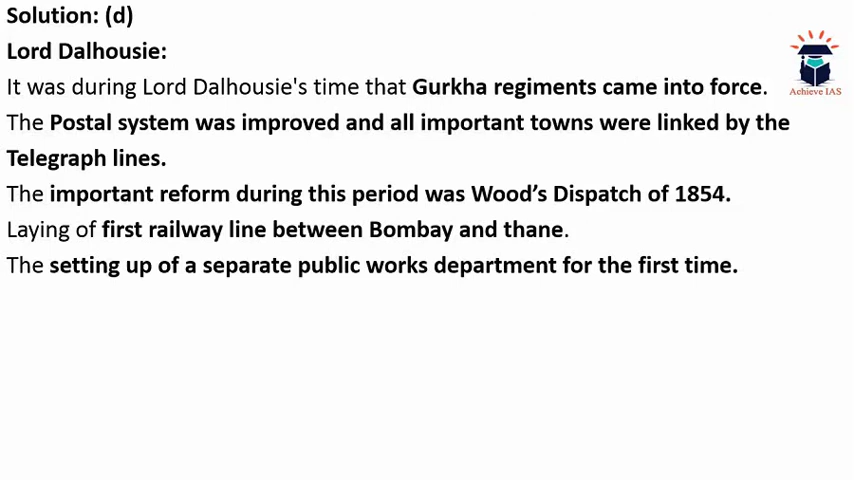 Solution: (d)
Lord Dalhousie:
It was during Lord Dalhousie's time that Gurkha regiments came into force.
The Postal system was improved and all important towns were linked by the
Telegraph lines.
The important reform during this period was Wood’s Dispatch of 1854.
Laying of first railway line between Bombay and thane.
The setting up of a separate public works department for the first time.
Achieve IAS